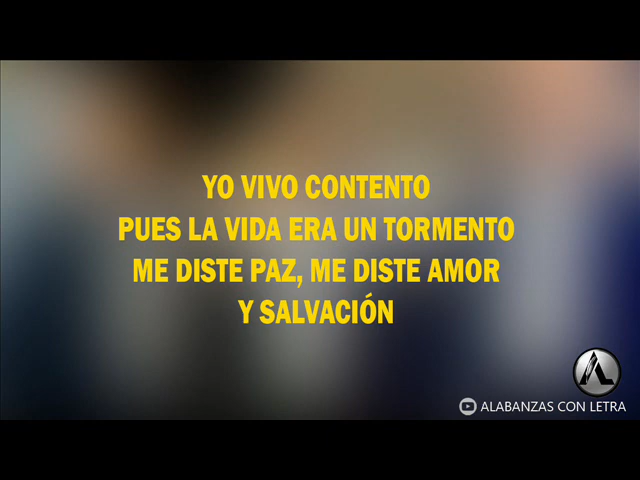 YO VIVO CONTENTO
PUES LA VIDA ERA UN TORMENTO
ME DISTE PAZ, ME DISTE AMOR
Y SALVACIÓN
ALABANZAS CON LETRA